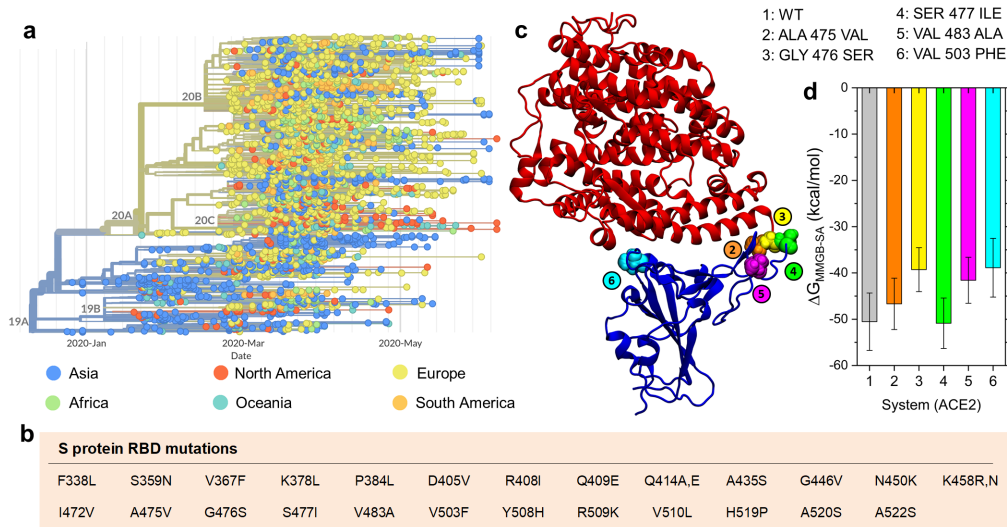 a
20B
20A
20C
19B
19A
2020-Jan
2020-Mar
2020-May
Date
Asia
North America
Europe
Africa
Oceania
South America
c
1: WT
2: ALA 475 VAL
3: GLY 476 SER
4: SER 477 ILE
5: VAL 483 ALA
6: VAL 503 PHE
3
2
4
6
5
d
0
-10
-20
-30
-40
-50
-60
ΔG_MMGB-SA (kcal/mol)
1 2 3 4 5 6
System (ACE2)
b
S protein RBD mutations
F338L S359N V367F K378L P384L D405V R408I Q409E Q414A,E A435S G446V N450K K458R,N
I472V A475V G476S S477I V483A V503F Y508H R509K V510L H519P A520S A522S